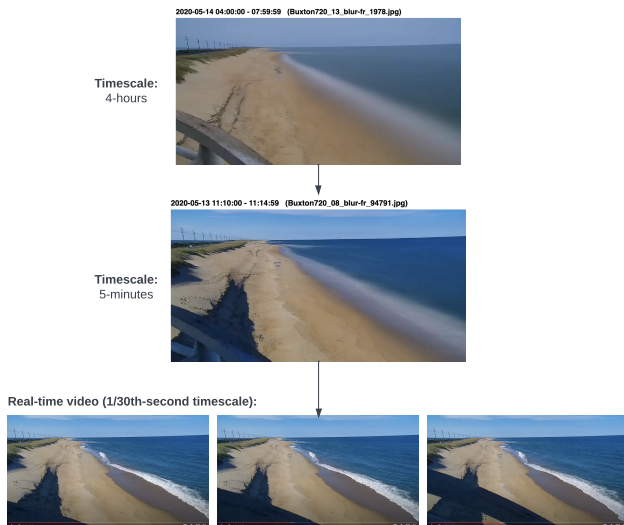 2020-05-14 04:00:00 - 07:59:59 (Buxton720_13_blur-fr_1978.jpg)
Timescale:
4-hours
2020-05-13 11:10:00 - 11:14:59 (Buxton720_08_blur-fr_94791.jpg)
Timescale:
5-minutes
Real-time video (1/30th-second timescale):